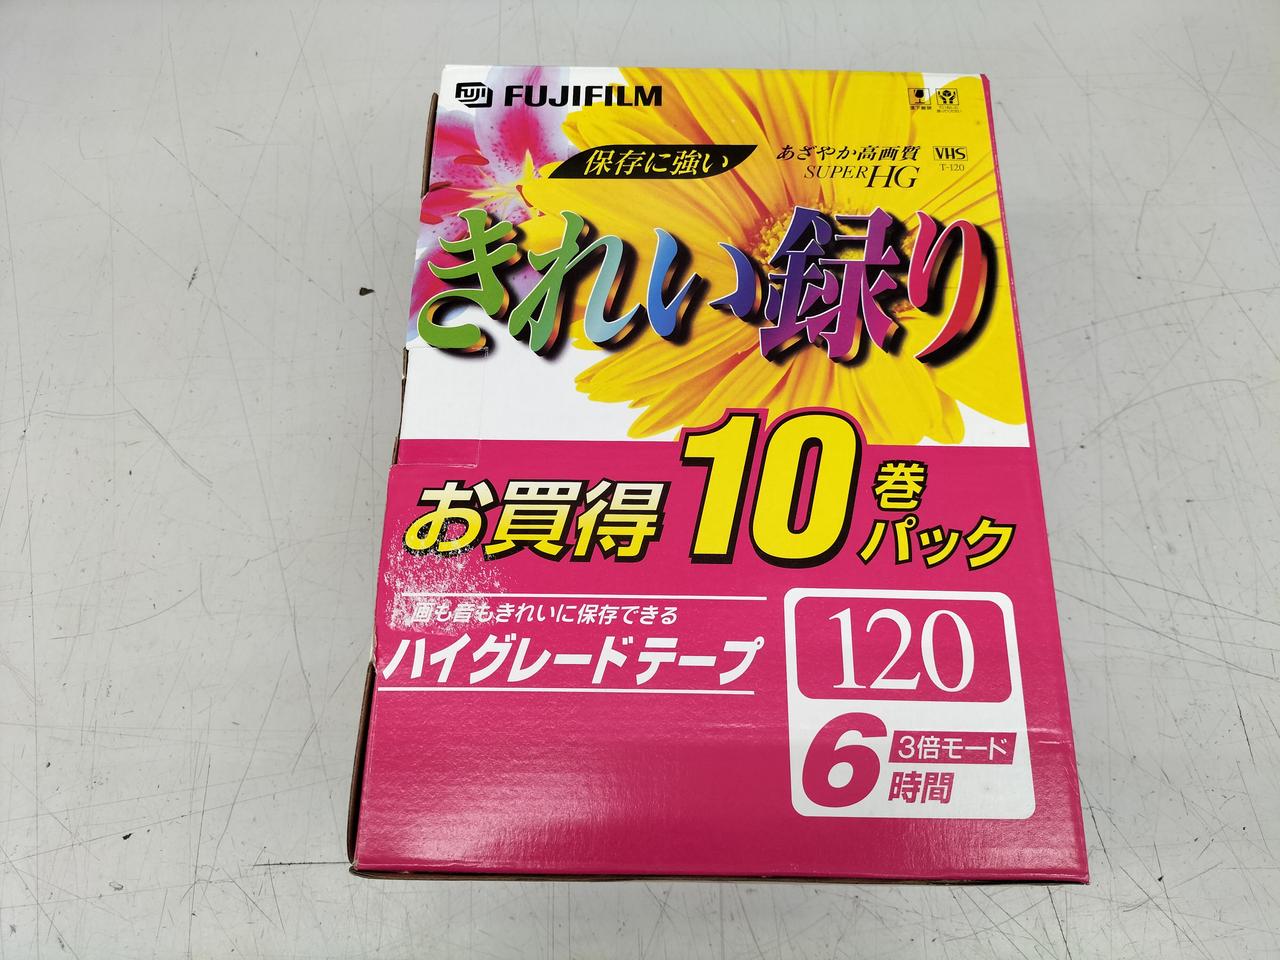 FUJI FUJIFILM
保存に強い
あざやか高画質
SUPER HG
VHS
T-120
きれい録り
お買得10巻パック
画も音もきれいに保存できる
ハイグレードテープ
120
6時間
3倍モード